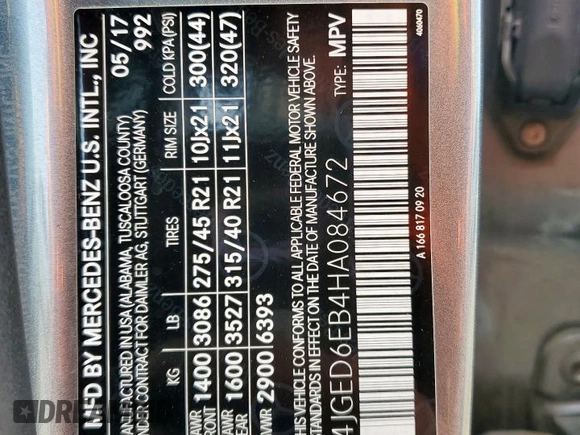 MFD BY MERCEDES-BENZ U.S. INTL., INC
MANUFACTURED IN USA (ALABAMA, TUSCALOOSA COUNTY) 05/17
UNDER CONTRACT FOR DAIMLER AG, STUTTGART (GERMANY) 992
KG LB TIRES RIM SIZE COLD KPA (PSI)
GAWR FRONT 1400 3086 275/45 R21 10Jx21 300(44)
GAWR REAR 1600 3527 315/40 R21 11Jx21 320(47)
GVWR 2900 6393
THIS VEHICLE CONFORMS TO ALL APPLICABLE FEDERAL MOTOR VEHICLE SAFETY
STANDARDS IN EFFECT ON THE DATE OF MANUFACTURE SHOWN ABOVE.
4JGED6EB4HA084672 MPV
A 166 817 09 20 4060470